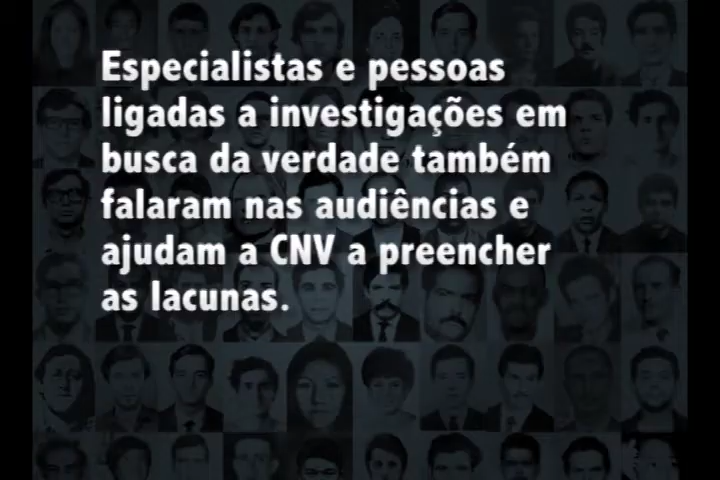 Especialistas e pessoas
ligadas a investigações em
busca da verdade também
falaram nas audiências e
ajudam a CNV a preencher
as lacunas.